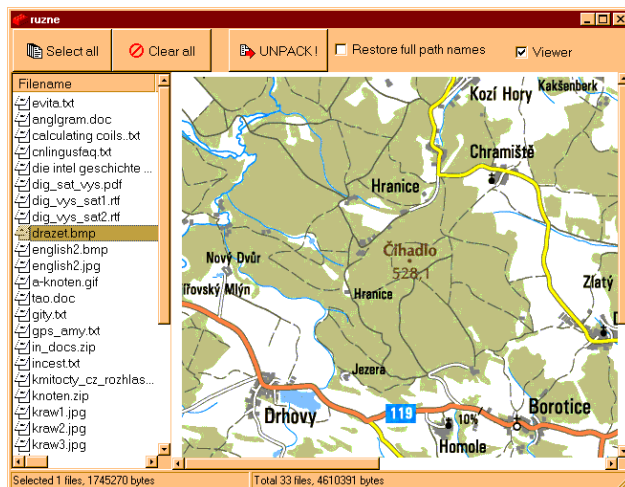 ruzne
Select all
Clear all
UNPACK!
Restore full path names
Viewer
Filename
evita.txt
anglgram.doc
calculating coils..txt
cnlingusfaq.txt
die intel geschichte ...
dig_sat_vys.pdf
dig_vys_sat1.rtf
dig_vys_sat2.rtf
drazet.bmp
english2.bmp
english2.jpg
a-knoten.gif
tao.doc
gity.txt
gps_amy.txt
in_docs.zip
incest.txt
kmitocty_cz_rozhlas...
knoten.zip
kraw1.jpg
kraw2.jpg
kraw3.jpg
Kozí Hory
Kakšenberk
Chramiště
Hranice
Čihadlo
528,1
Nový Dvůr
ířovský Mlýn
Hranice
Zlatý
Jezera
Drhovy
119
10%
Borotice
Homole
Selected 1 files, 1745270 bytes
Total 33 files, 4610391 bytes